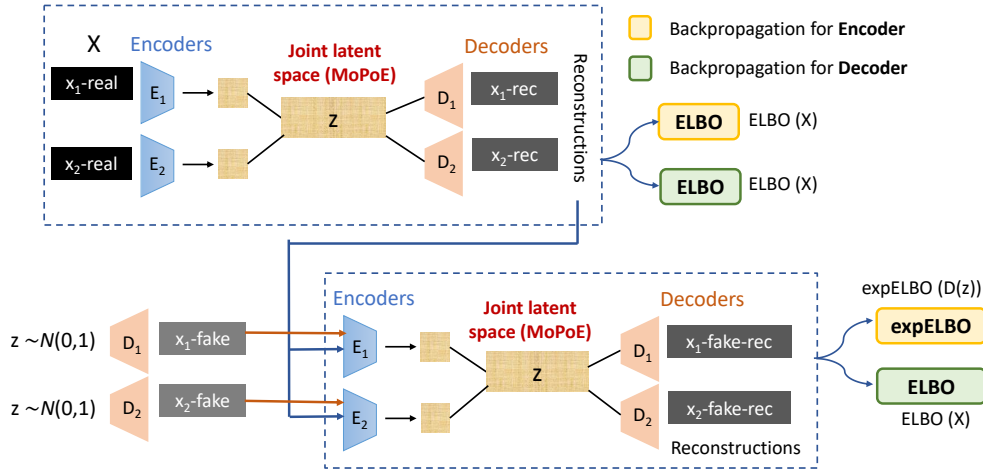 X
Encoders
Joint latent
space (MoPoE)
Decoders
x₁-real
E₁
z
D₁
x₁-rec
x₂-real
E₂
D₂
x₂-rec
Reconstructions
Backpropagation for Encoder
Backpropagation for Decoder
ELBO
ELBO (X)
ELBO
ELBO (X)
z ~N(0,1)
D₁
x₁-fake
z ~N(0,1)
D₂
x₂-fake
Encoders
Joint latent
space (MoPoE)
Decoders
E₁
z
D₁
x₁-fake-rec
E₂
D₂
x₂-fake-rec
Reconstructions
expELBO (D(z))
expELBO
ELBO
ELBO (X)